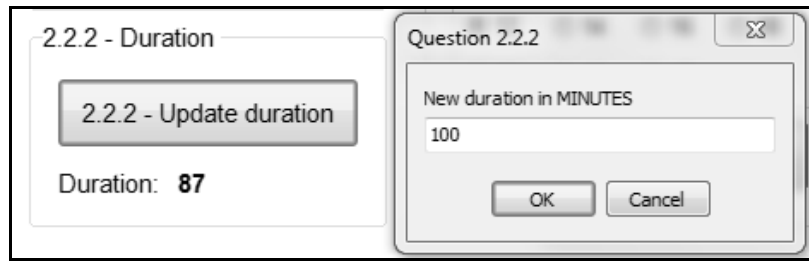 2.2.2 - Duration
2.2.2 - Update duration
Duration: 87
Question 2.2.2
New duration in MINUTES
100
OK
Cancel